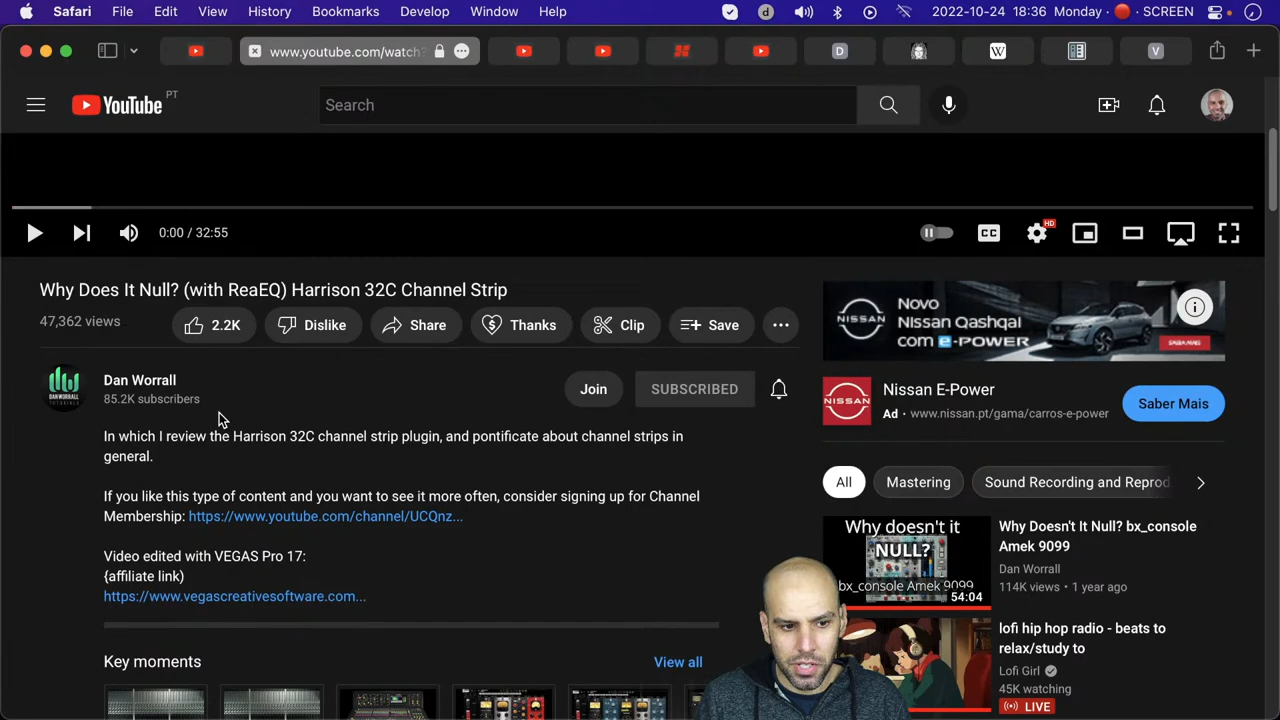 Safari File Edit View History Bookmarks Develop Window Help 2022-10-24 18:36 Monday SCREEN
www.youtube.com/watch?
D
W
V
YouTube PT
Search
0:00 / 32:55
CC
HD
Why Does It Null? (with ReaEQ) Harrison 32C Channel Strip
47,362 views
2.2K
Dislike
Share
Thanks
Clip
Save
Dan Worrall
85.2K subscribers
Join
SUBSCRIBED
DAN WORRALL
TUTORIALS
In which I review the Harrison 32C channel strip plugin, and pontificate about channel strips in
general.
If you like this type of content and you want to see it more often, consider signing up for Channel
Membership: https://www.youtube.com/channel/UCQnz...
Video edited with VEGAS Pro 17:
{affiliate link)
https://www.vegascreativesoftware.com...
Key moments
View all
NISSAN
Novo
Nissan Qashqai
com e-POWER
SAIBA MAIS
NISSAN
Nissan E-Power
Ad · www.nissan.pt/gama/carros-e-power
Saber Mais
All
Mastering
Sound Recording and Reprod
Why doesn't it
NULL?
bx_console Amek 9099
54:04
Why Doesn't It Null? bx_console
Amek 9099
Dan Worrall
114K views · 1 year ago
lofi hip hop radio - beats to
relax/study to
Lofi Girl
45K watching
LIVE